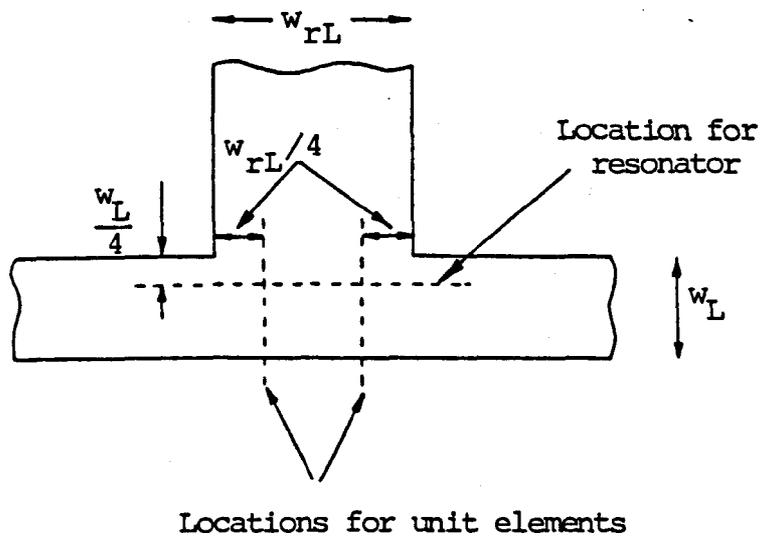 w_rL
Location for
resonator
w_rL/4
w_L/4
w_L
Locations for unit elements